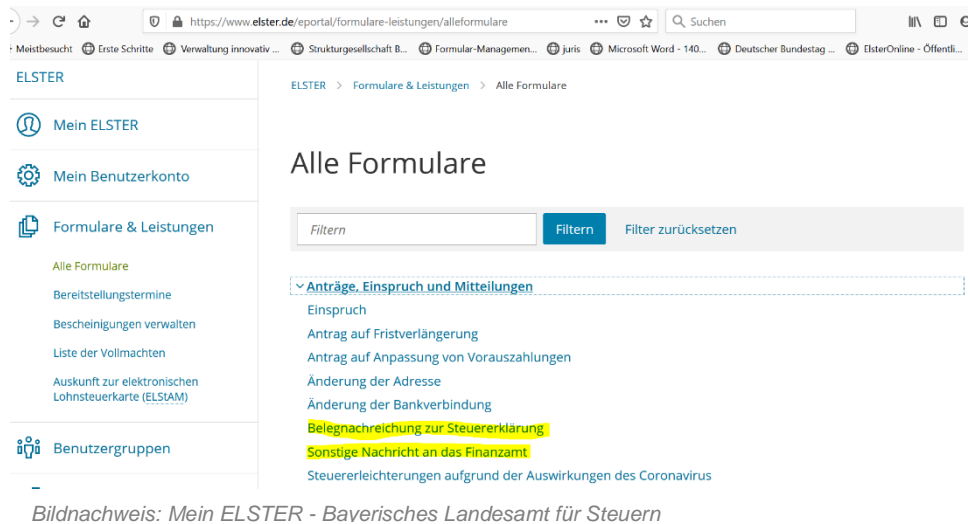 https://www.elster.de/eportal/formulare-leistungen/alleformulare
Suchen
Meistbesucht Erste Schritte Verwaltung innovativ ... Strukturgesellschaft B... Formular-Managemen... juris Microsoft Word - 140... Deutscher Bundestag ... ElsterOnline - Öffentli...
ELSTER
ELSTER > Formulare & Leistungen > Alle Formulare
Mein ELSTER
Alle Formulare
Mein Benutzerkonto
Formulare & Leistungen
Filtern Filtern Filter zurücksetzen
Alle Formulare
Bereitstellungstermine
Bescheinigungen verwalten
Liste der Vollmachten
Auskunft zur elektronischen
Lohnsteuerkarte (ELStAM)
Benutzergruppen
Anträge, Einspruch und Mitteilungen
Einspruch
Antrag auf Fristverlängerung
Antrag auf Anpassung von Vorauszahlungen
Änderung der Adresse
Änderung der Bankverbindung
Belegnachreichung zur Steuererklärung
Sonstige Nachricht an das Finanzamt
Steuererleichterungen aufgrund der Auswirkungen des Coronavirus
Bildnachweis: Mein ELSTER - Bayerisches Landesamt für Steuern